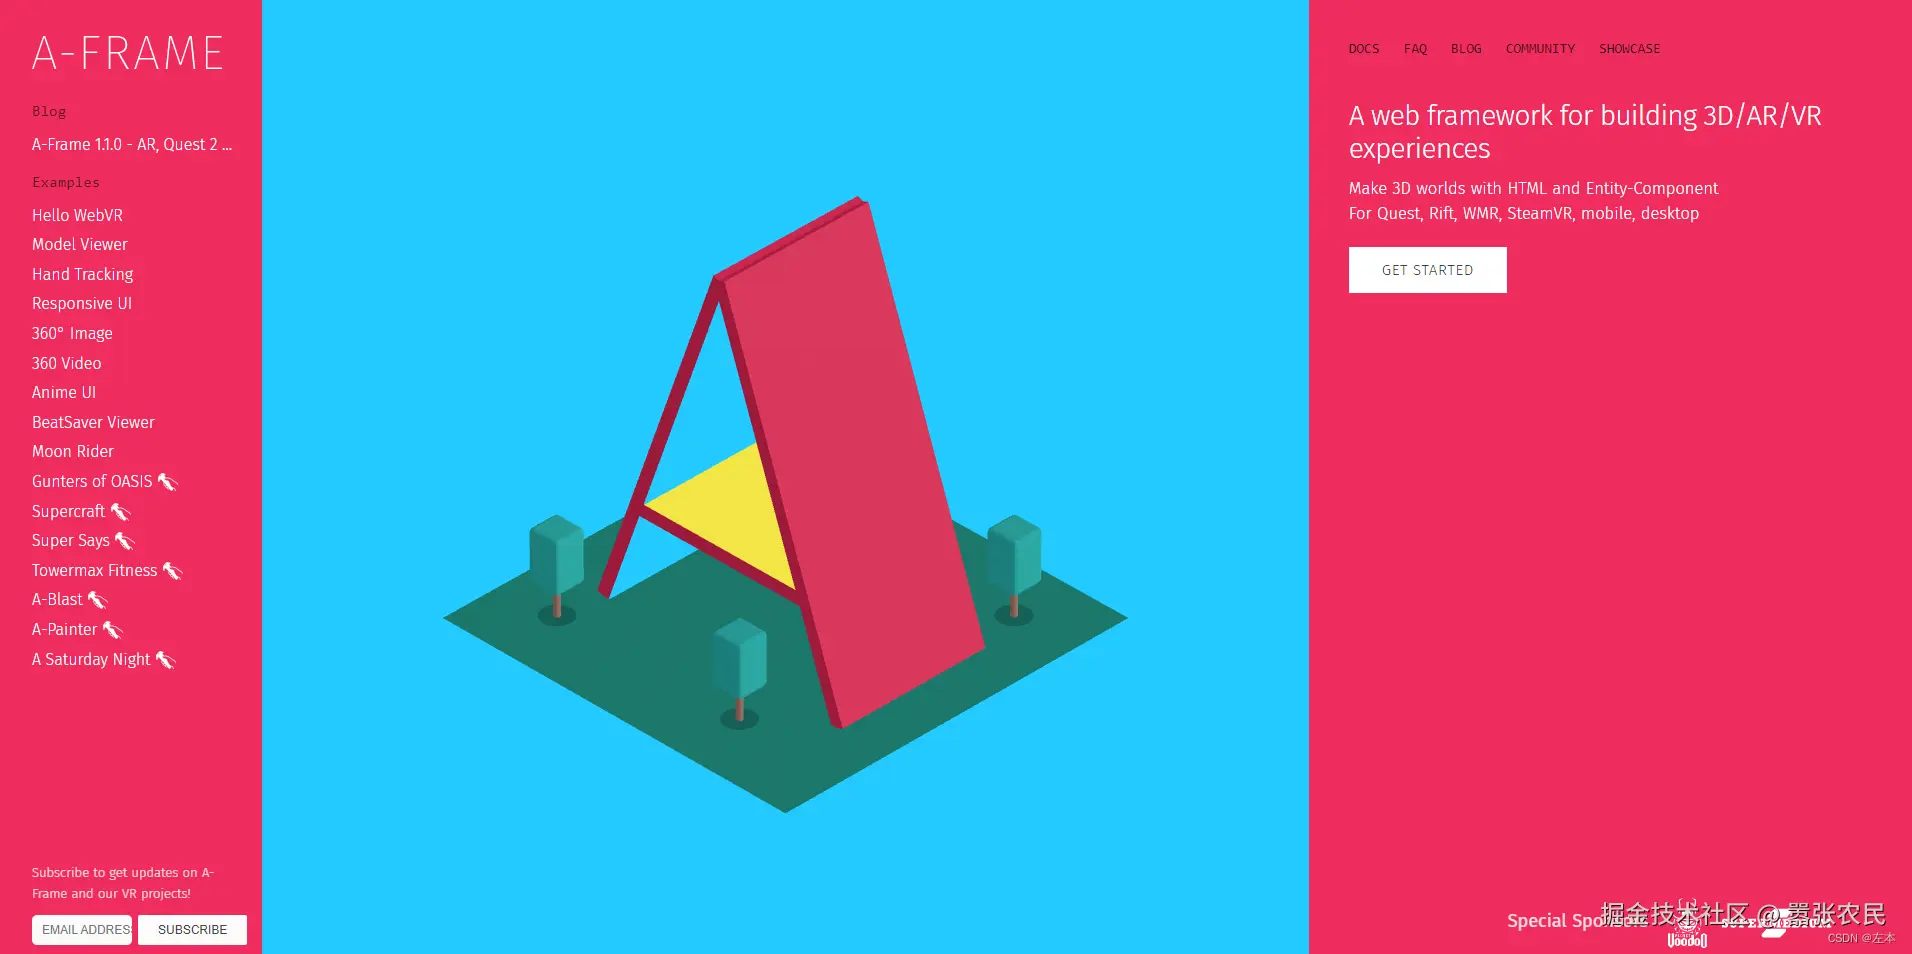 A-FRAME
Blog
A-Frame 1.1.0 - AR, Quest 2 ...
Examples
Hello WebVR
Model Viewer
Hand Tracking
Responsive UI
360° Image
360 Video
Anime UI
BeatSaver Viewer
Moon Rider
Gunters of OASIS
Supercraft
Super Says
Towermax Fitness
A-Blast
A-Painter
A Saturday Night
Subscribe to get updates on A-
Frame and our VR projects!
EMAIL ADDRES
SUBSCRIBE
DOCS FAQ BLOG COMMUNITY SHOWCASE
A web framework for building 3D/AR/VR
experiences
Make 3D worlds with HTML and Entity-Component
For Quest, Rift, WMR, SteamVR, mobile, desktop
GET STARTED
Special Sponsors
掘金技术社区 @ 嚣张农民
VOODOO
SUPERMEDIUM
CSDN @左本